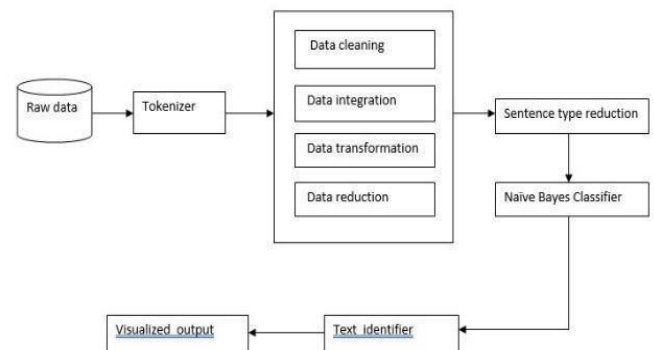 Raw data
Tokenizer
Data cleaning
Data integration
Data transformation
Data reduction
Sentence type reduction
Naïve Bayes Classifier
Text identifier
Visualized output